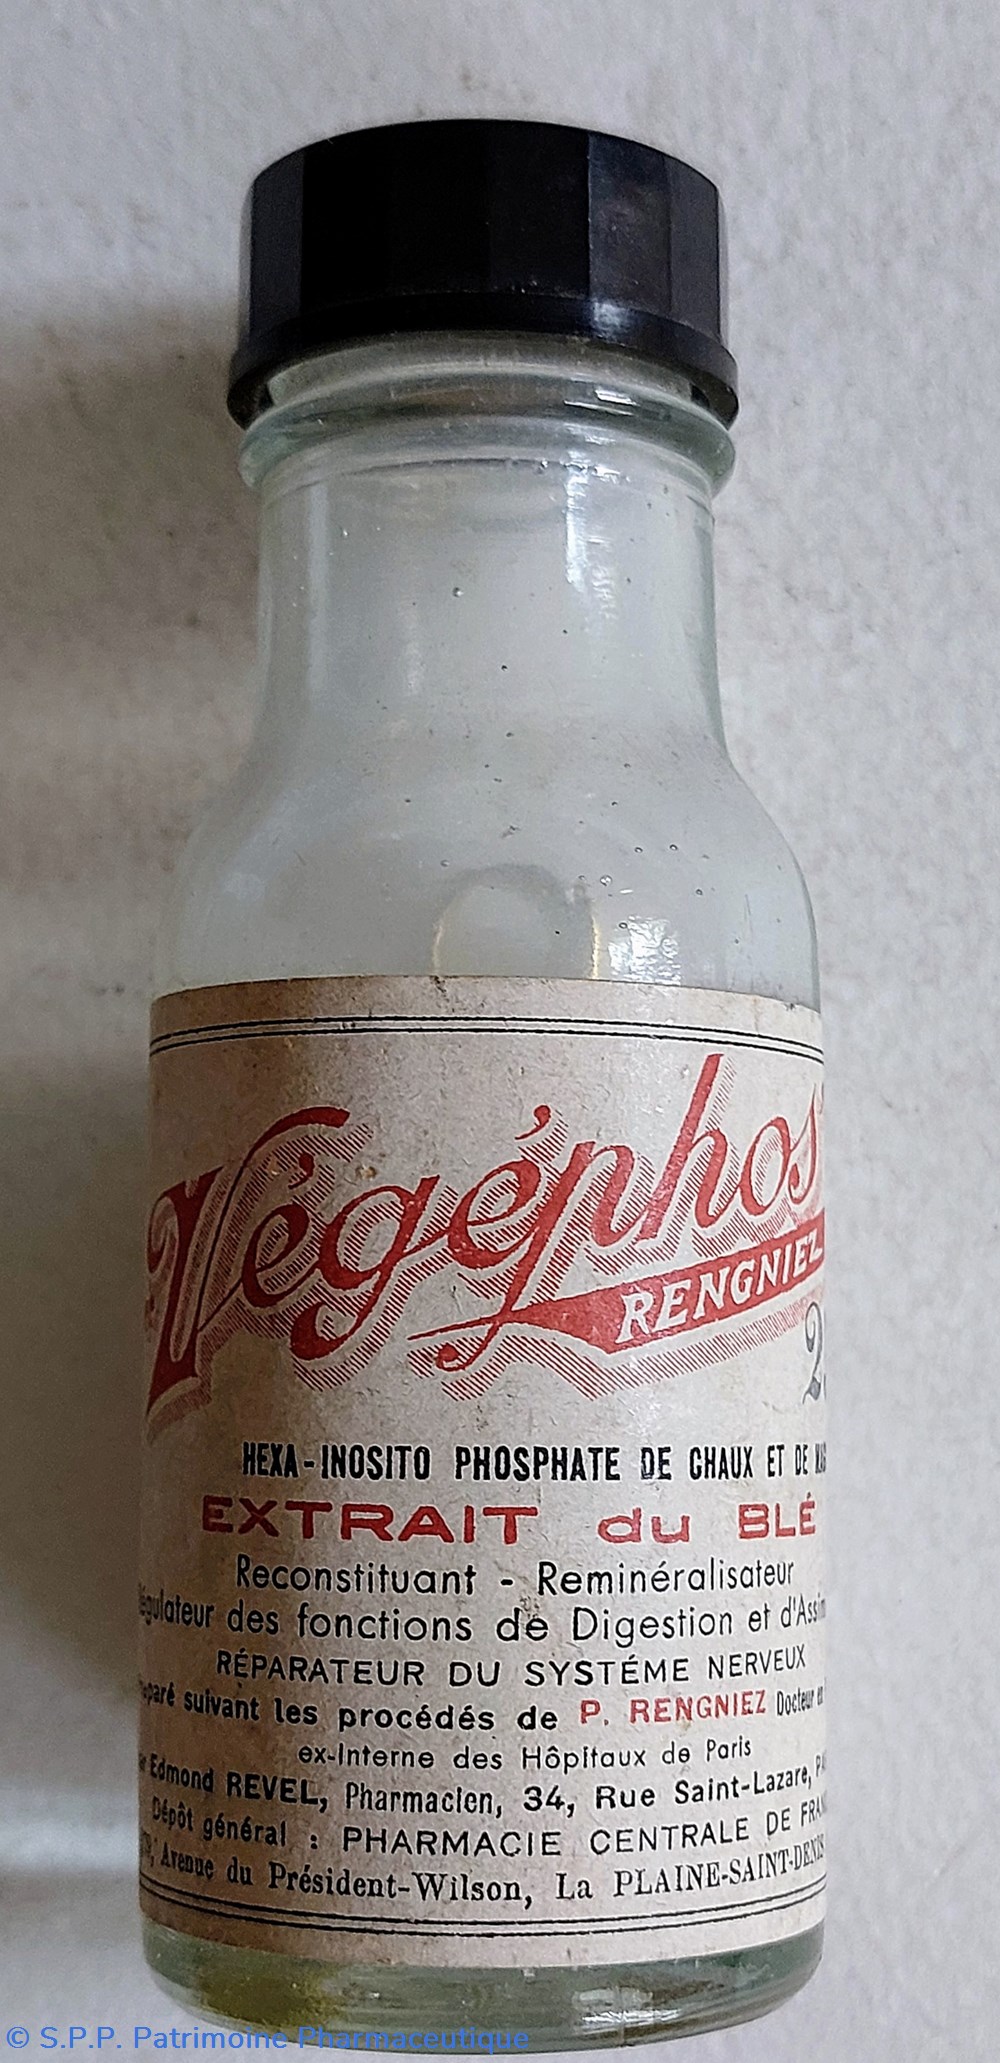 Végéphos
RENGNIEZ
HEXA-INOSITO PHOSPHATE DE CHAUX ET DE
EXTRAIT du BLÉ
Reconstituant - Reminéralisateur
des fonctions de Digestion et
RÉPARATEUR DU SYSTÉME NERVEUX
suivant les procédés de P. RENGNIEZ Docteur
ex-Interne des Hôpitaux de Paris
Edmond REVEL, Pharmacien, 34, Rue Saint-Lazare,
Dépôt général : PHARMACIE CENTRALE DE
Avenue du Président-Wilson, La PLAINE-SAINT-DENIS
© S.P.P. Patrimoine Pharmaceutique